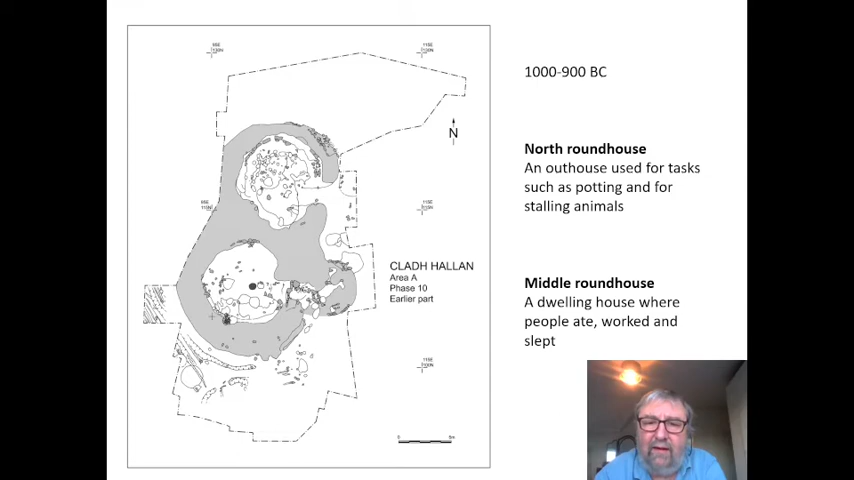 1000-900 BC
North roundhouse
An outhouse used for tasks
such as potting and for
stalling animals
N
CLADH HALLAN
Area A
Phase 10
Earlier part
Middle roundhouse
A dwelling house where
people ate, worked and
slept